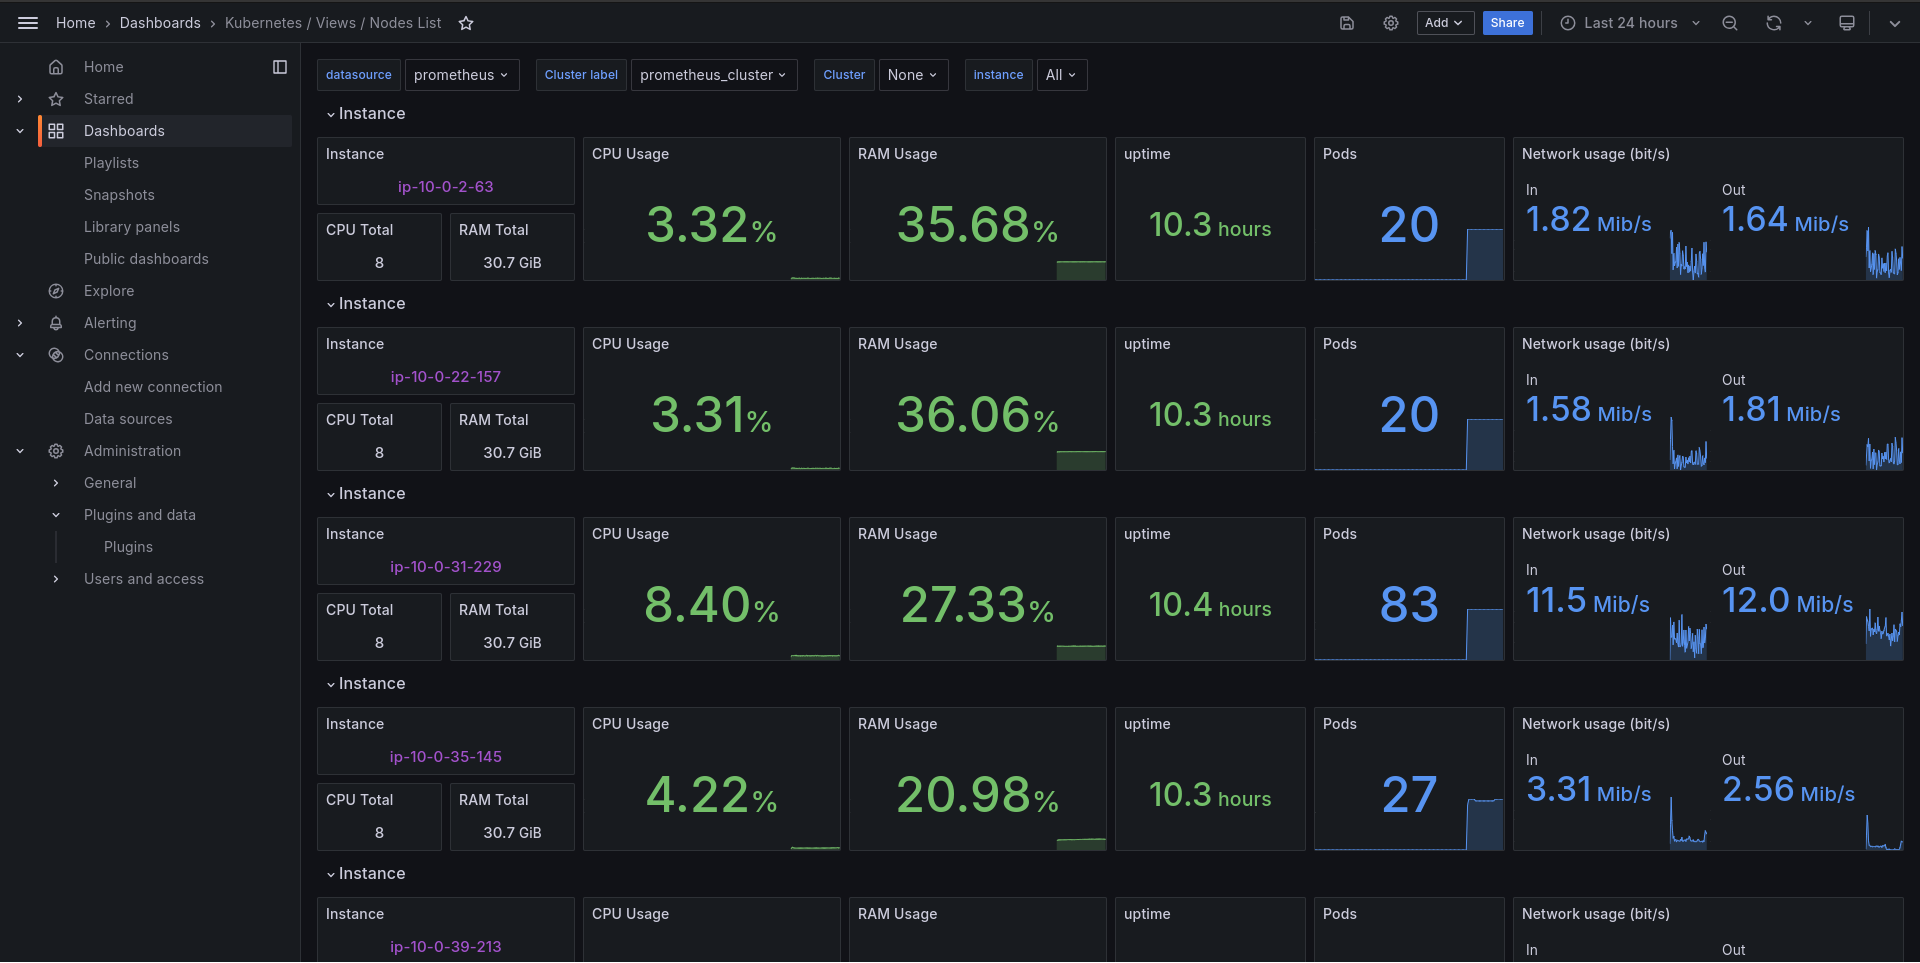 Home › Dashboards › Kubernetes / Views / Nodes List
Add
Share
Last 24 hours
Home
Starred
Dashboards
Playlists
Snapshots
Library panels
Public dashboards
Explore
Alerting
Connections
Add new connection
Data sources
Administration
General
Plugins and data
Plugins
Users and access
datasource prometheus Cluster label prometheus_cluster Cluster None instance All
Instance
Instance
ip-10-0-2-63
CPU Total
8
RAM Total
30.7 GiB
CPU Usage
3.32%
RAM Usage
35.68%
uptime
10.3 hours
Pods
20
Network usage (bit/s)
In
1.82 Mib/s
Out
1.64 Mib/s
Instance
Instance
ip-10-0-22-157
CPU Total
8
RAM Total
30.7 GiB
CPU Usage
3.31%
RAM Usage
36.06%
uptime
10.3 hours
Pods
20
Network usage (bit/s)
In
1.58 Mib/s
Out
1.81 Mib/s
Instance
Instance
ip-10-0-31-229
CPU Total
8
RAM Total
30.7 GiB
CPU Usage
8.40%
RAM Usage
27.33%
uptime
10.4 hours
Pods
83
Network usage (bit/s)
In
11.5 Mib/s
Out
12.0 Mib/s
Instance
Instance
ip-10-0-35-145
CPU Total
8
RAM Total
30.7 GiB
CPU Usage
4.22%
RAM Usage
20.98%
uptime
10.3 hours
Pods
27
Network usage (bit/s)
In
3.31 Mib/s
Out
2.56 Mib/s
Instance
Instance
ip-10-0-39-213
CPU Usage
RAM Usage
uptime
Pods
Network usage (bit/s)
In
Out